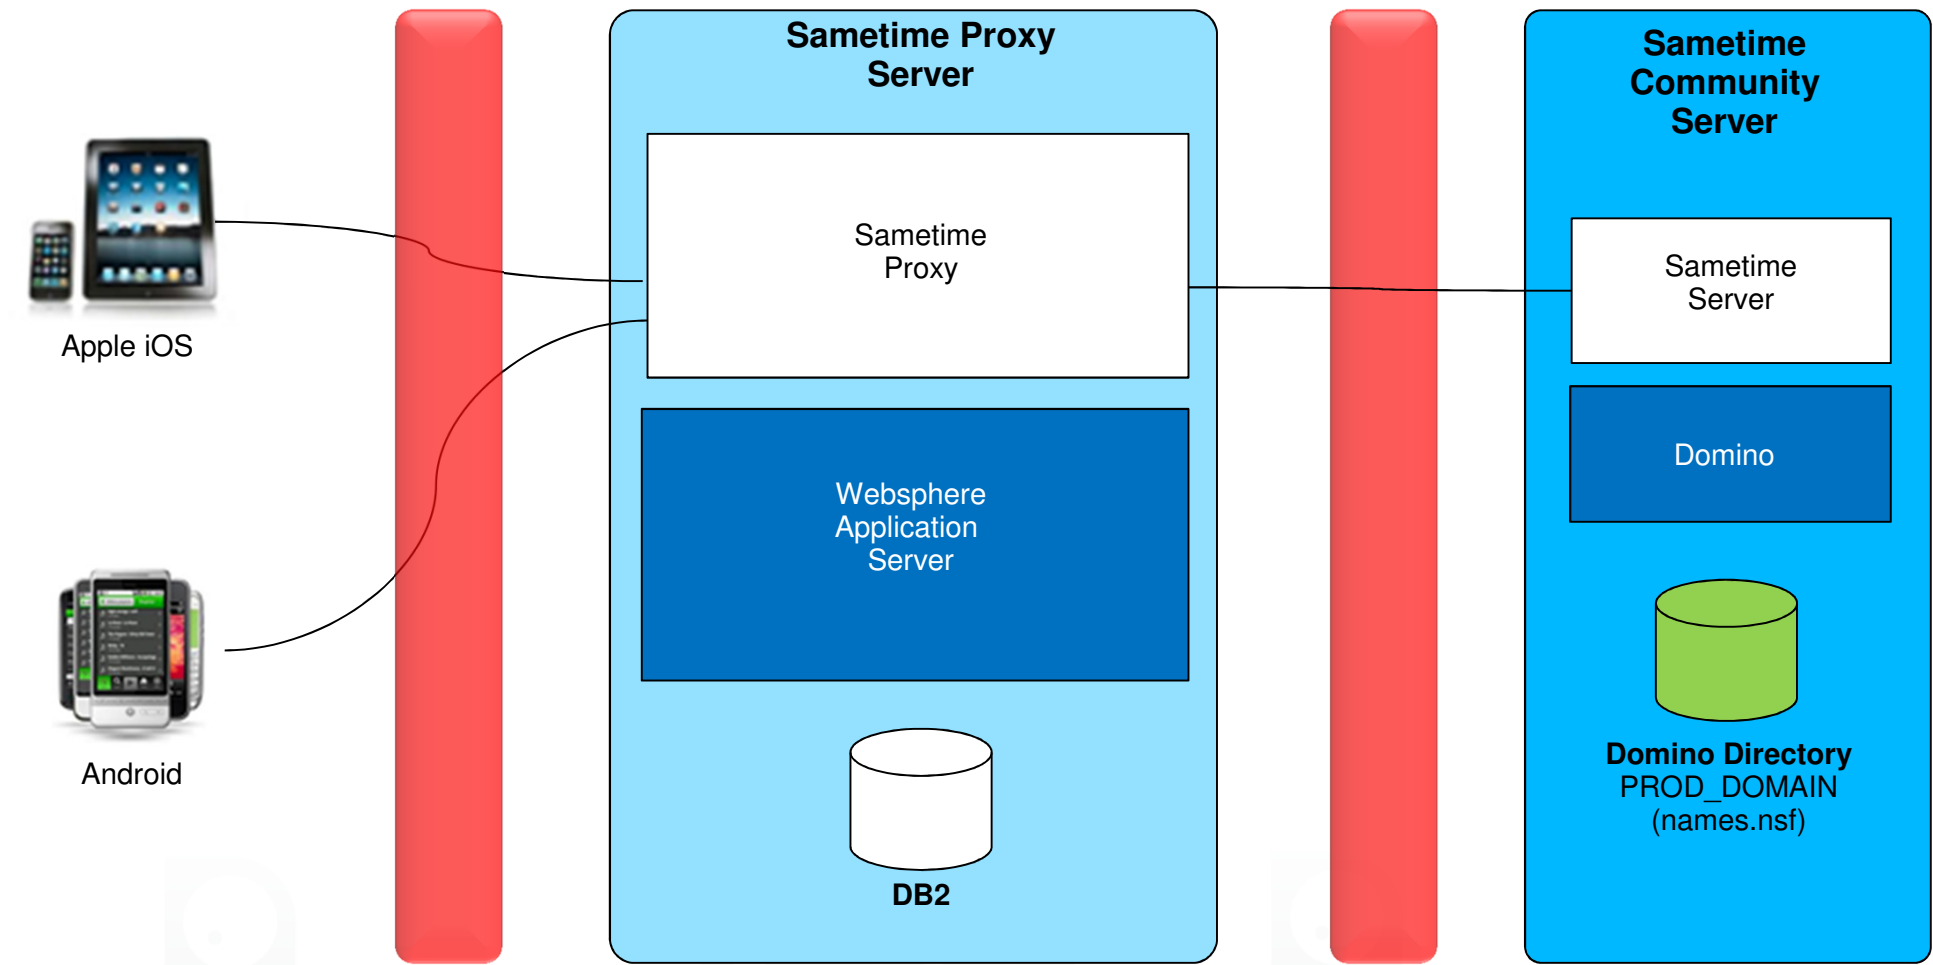 Sametime Proxy
Server
Sametime
Community
Server
Sametime
Proxy
Sametime
Server
Apple iOS
Domino
Websphere
Application
Server
Android
Domino Directory
PROD_DOMAIN
(names.nsf)
DB2